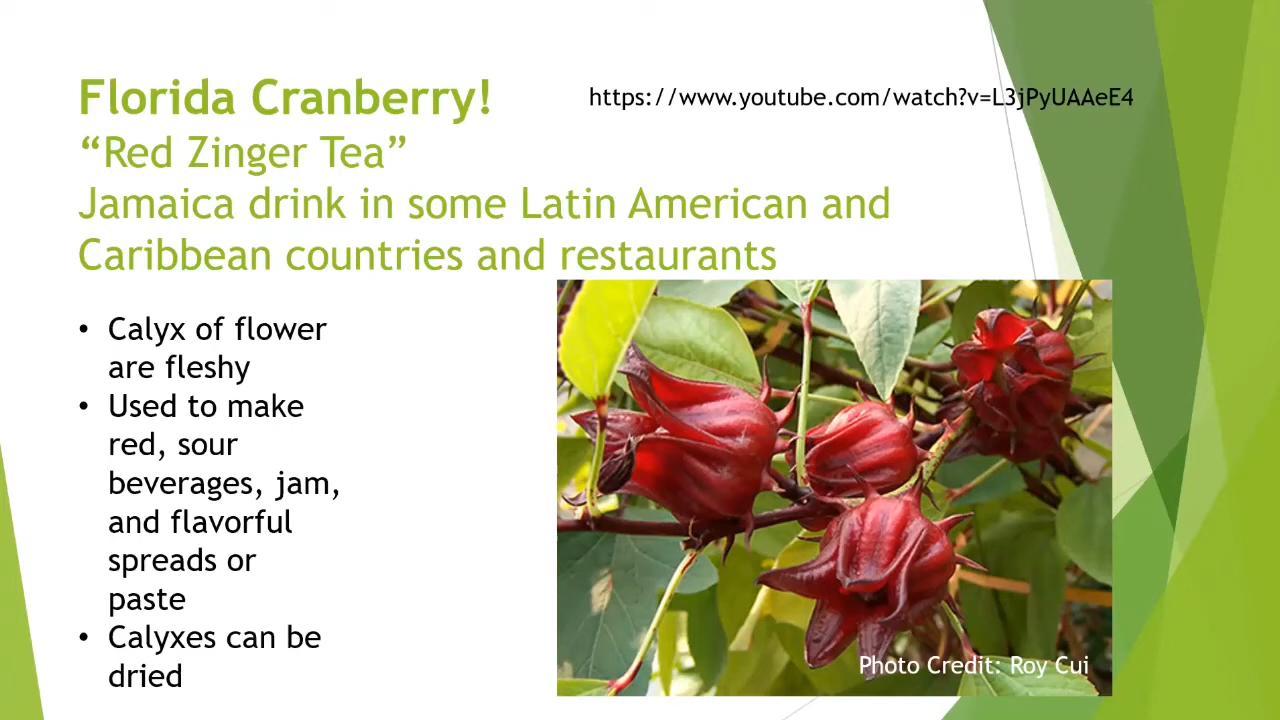 Florida Cranberry!
https://www.youtube.com/watch?v=L3jPyUAAeE4
“Red Zinger Tea”
Jamaica drink in some Latin American and
Caribbean countries and restaurants
• Calyx of flower
are fleshy
• Used to make
red, sour
beverages, jam,
and flavorful
spreads or
paste
• Calyxes can be
dried
Photo Credit: Roy Cui